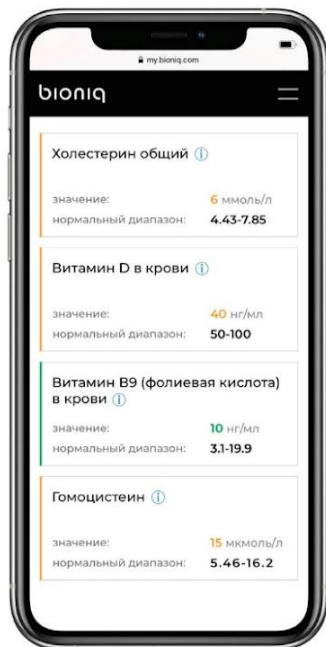 my.bioniq.com
bioniq
Холестерин общий
значение: 6 ммоль/л
нормальный диапазон: 4.43-7.85
Витамин D в крови
значение: 40 нг/мл
нормальный диапазон: 50-100
Витамин B9 (фолиевая кислота)
в крови
значение: 10 нг/мл
нормальный диапазон: 3.1-19.9
Гомоцистеин
значение: 15 мкмоль/л
нормальный диапазон: 5.46-16.2